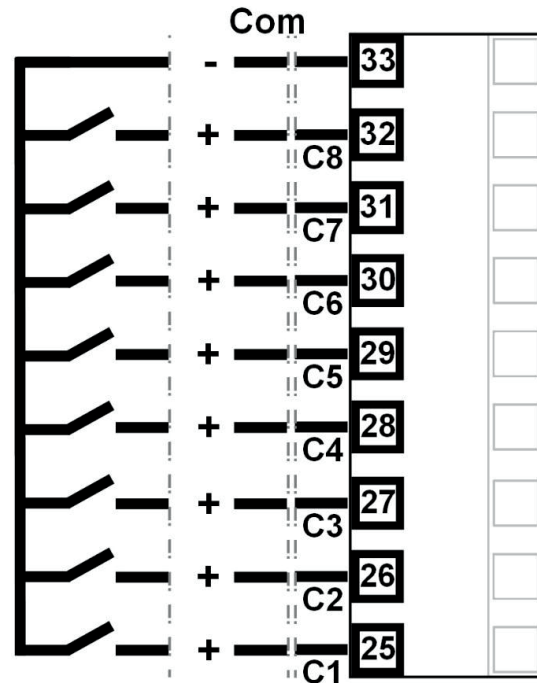 Com
- 33
+ C8 32
+ C7 31
+ C6 30
+ C5 29
+ C4 28
+ C3 27
+ C2 26
+ C1 25